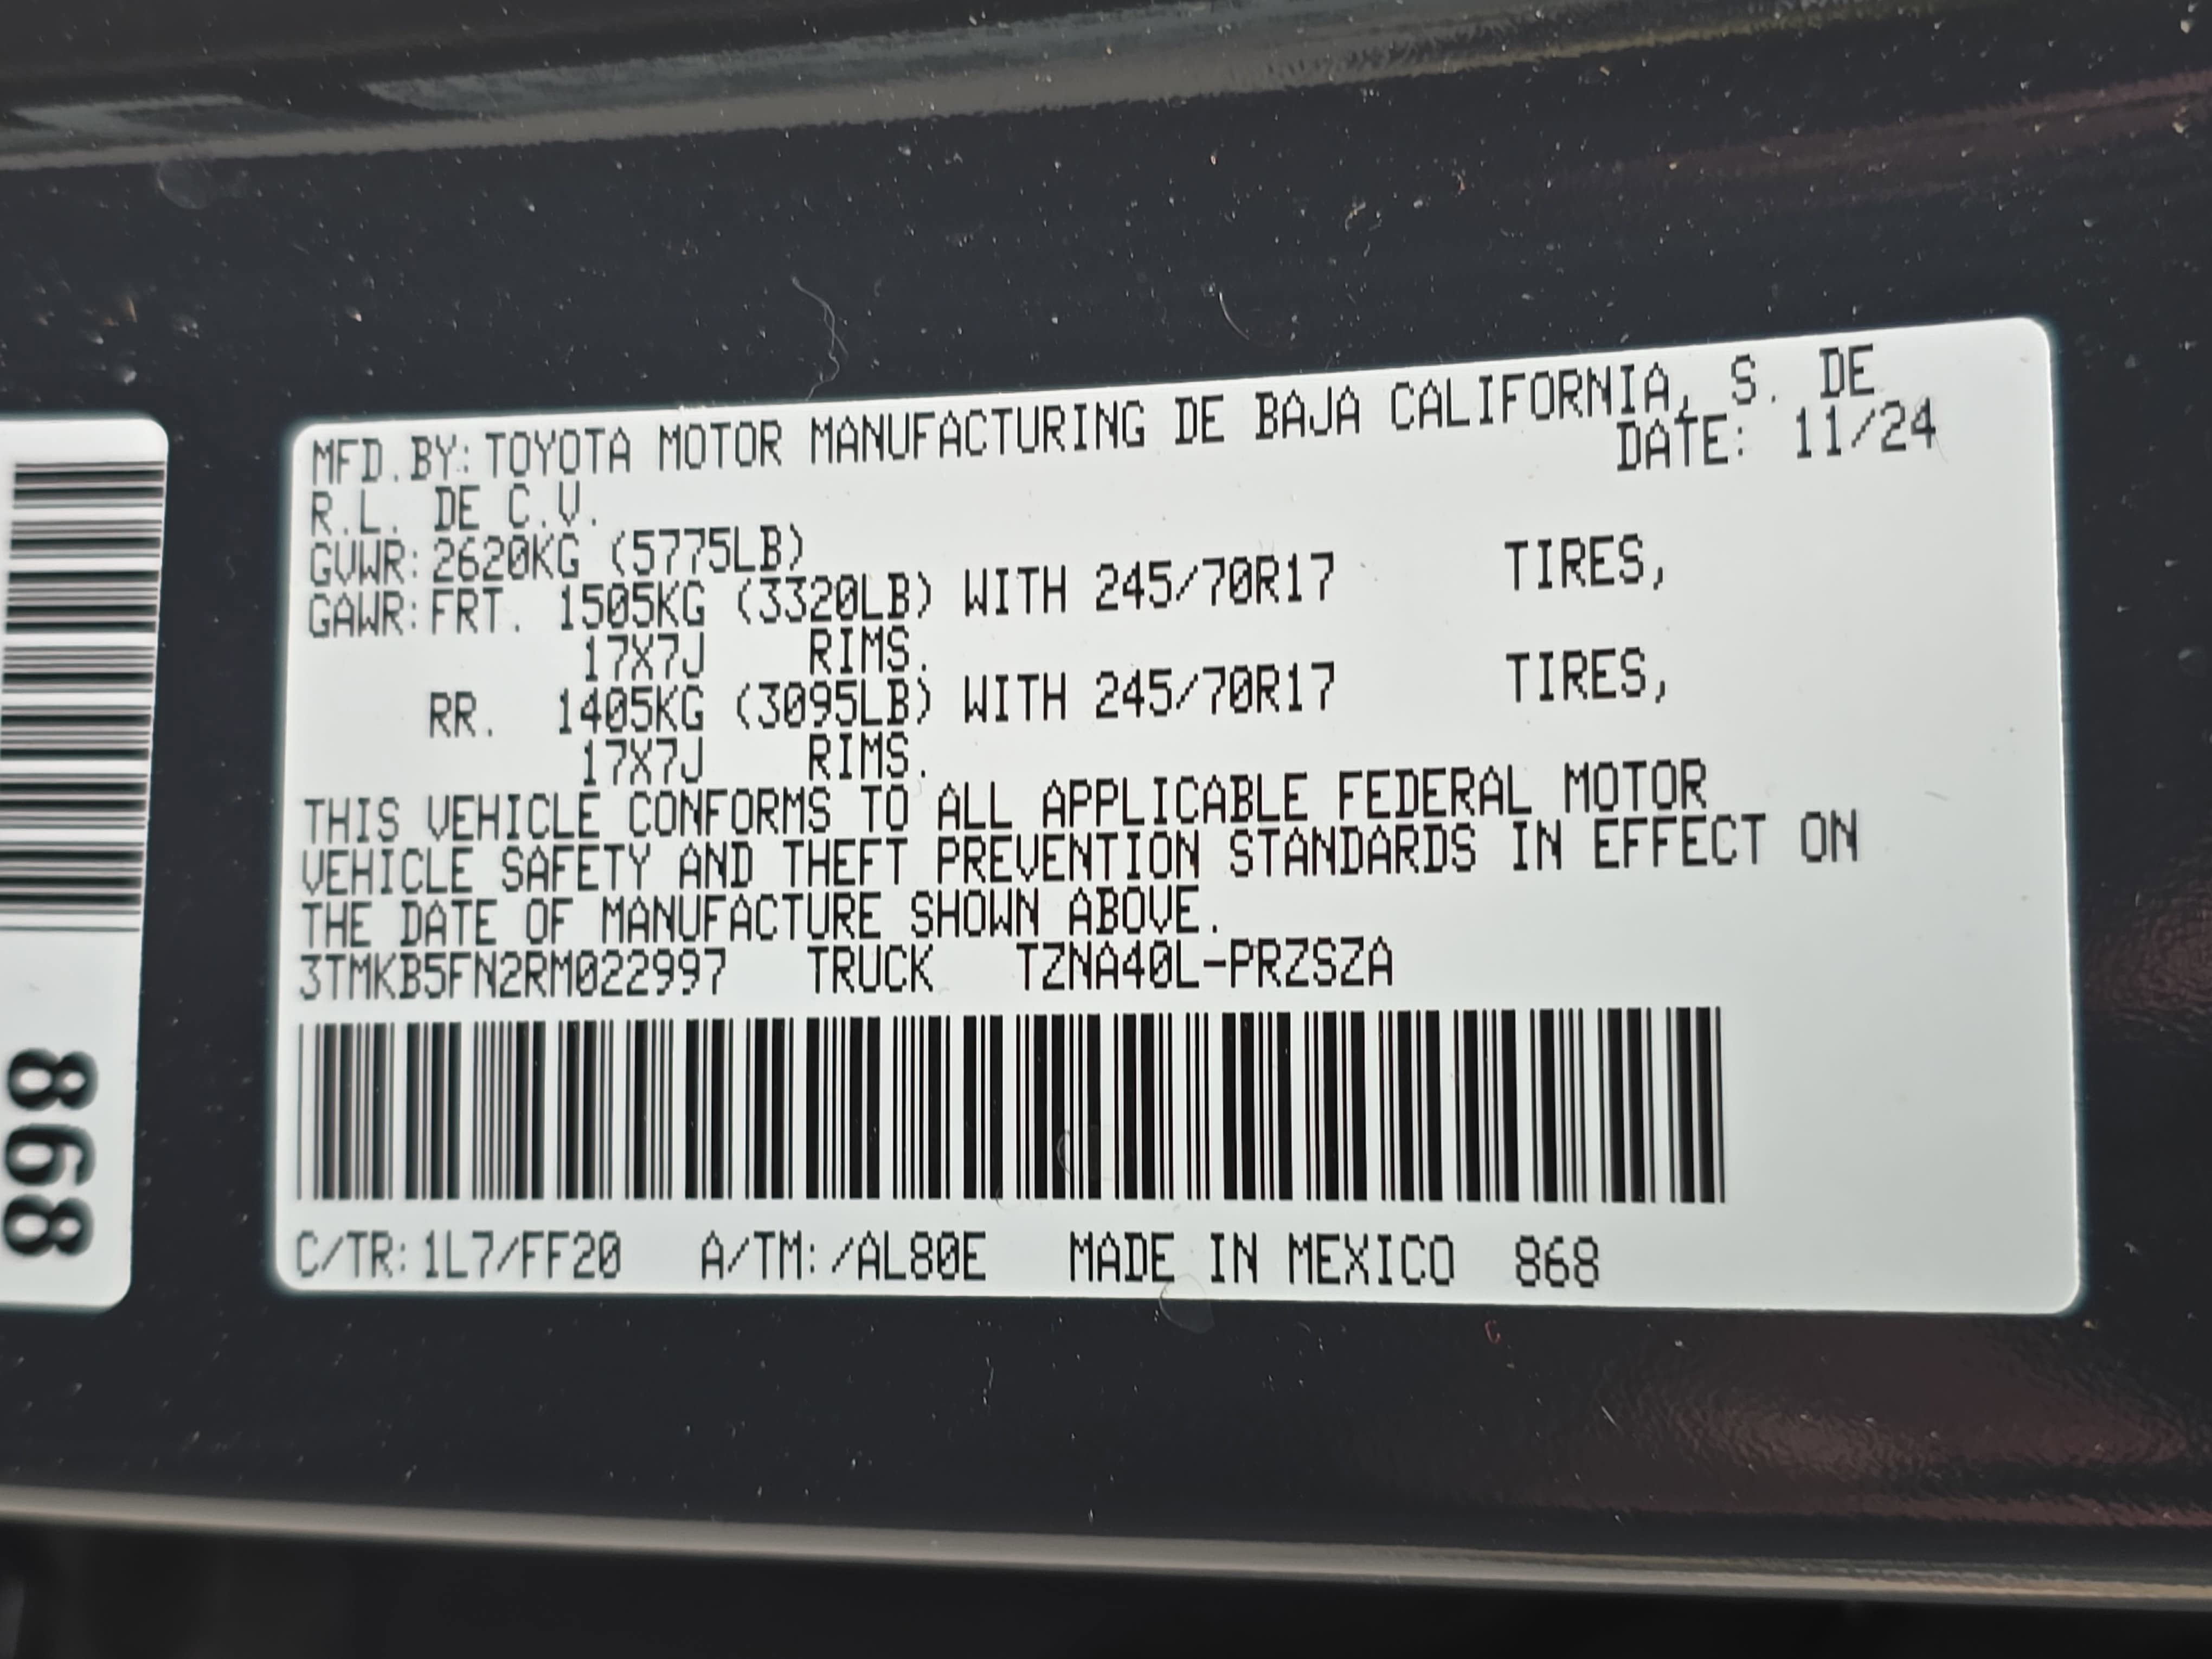 MFD.BY: TOYOTA MOTOR MANUFACTURING DE BAJA CALIFORNIA, S. DE
R.L. DE C.V. DATE: 11/24
GVWR: 2620KG (5775LB)
GAWR: FRT. 1505KG (3320LB) WITH 245/70R17 TIRES,
17X7J RIMS.
RR. 1405KG (3095LB) WITH 245/70R17 TIRES,
17X7J RIMS.
THIS VEHICLE CONFORMS TO ALL APPLICABLE FEDERAL MOTOR
VEHICLE SAFETY AND THEFT PREVENTION STANDARDS IN EFFECT ON
THE DATE OF MANUFACTURE SHOWN ABOVE.
3TMKB5FN2RM022997 TRUCK TZNA40L-PRZSZA
C/TR: 1L7/FF20 A/TM: /AL80E MADE IN MEXICO 868
868